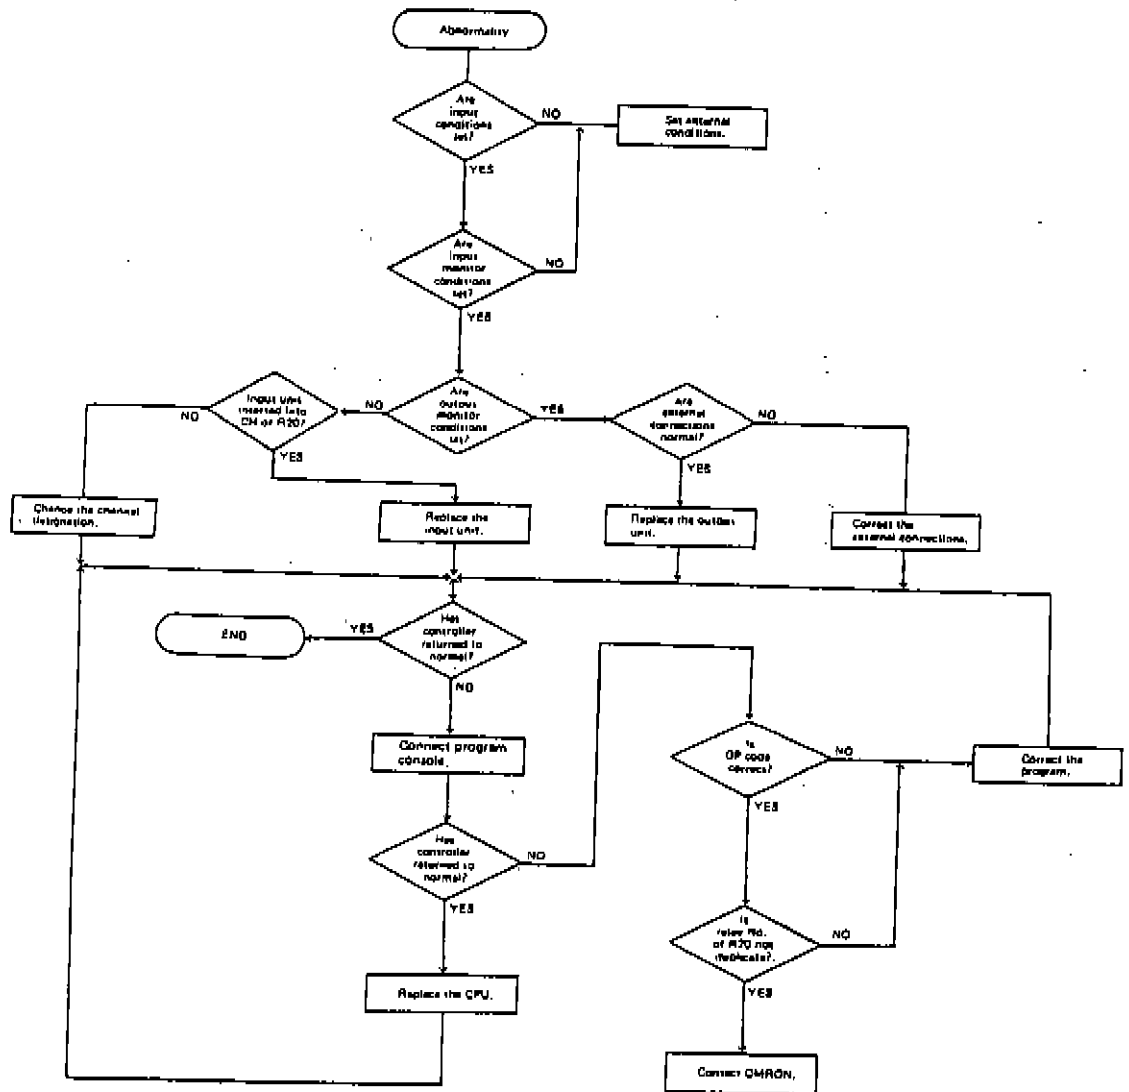 Abnormality
Are
input
conditions
set?
NO
Set external
conditions.
YES
Are
input
monitor
conditions
set?
NO
YES
Input unit
inserted into
CH of R20?
NO
YES
Are
output
monitor
conditions
set?
NO
YES
Are
external
connections
normal?
NO
YES
Change the channel
designation.
Replace the
input unit.
Replace the output
unit.
Correct the
external connections.
END
YES
Has
controller
returned to
normal?
NO
Connect program
console.
Is
OP code
correct?
NO
Correct the
program.
YES
Has
controller
returned to
normal?
NO
YES
Is
relay No.
of R20 not
duplicate?
NO
YES
Replace the CPU.
Connect OMRON.